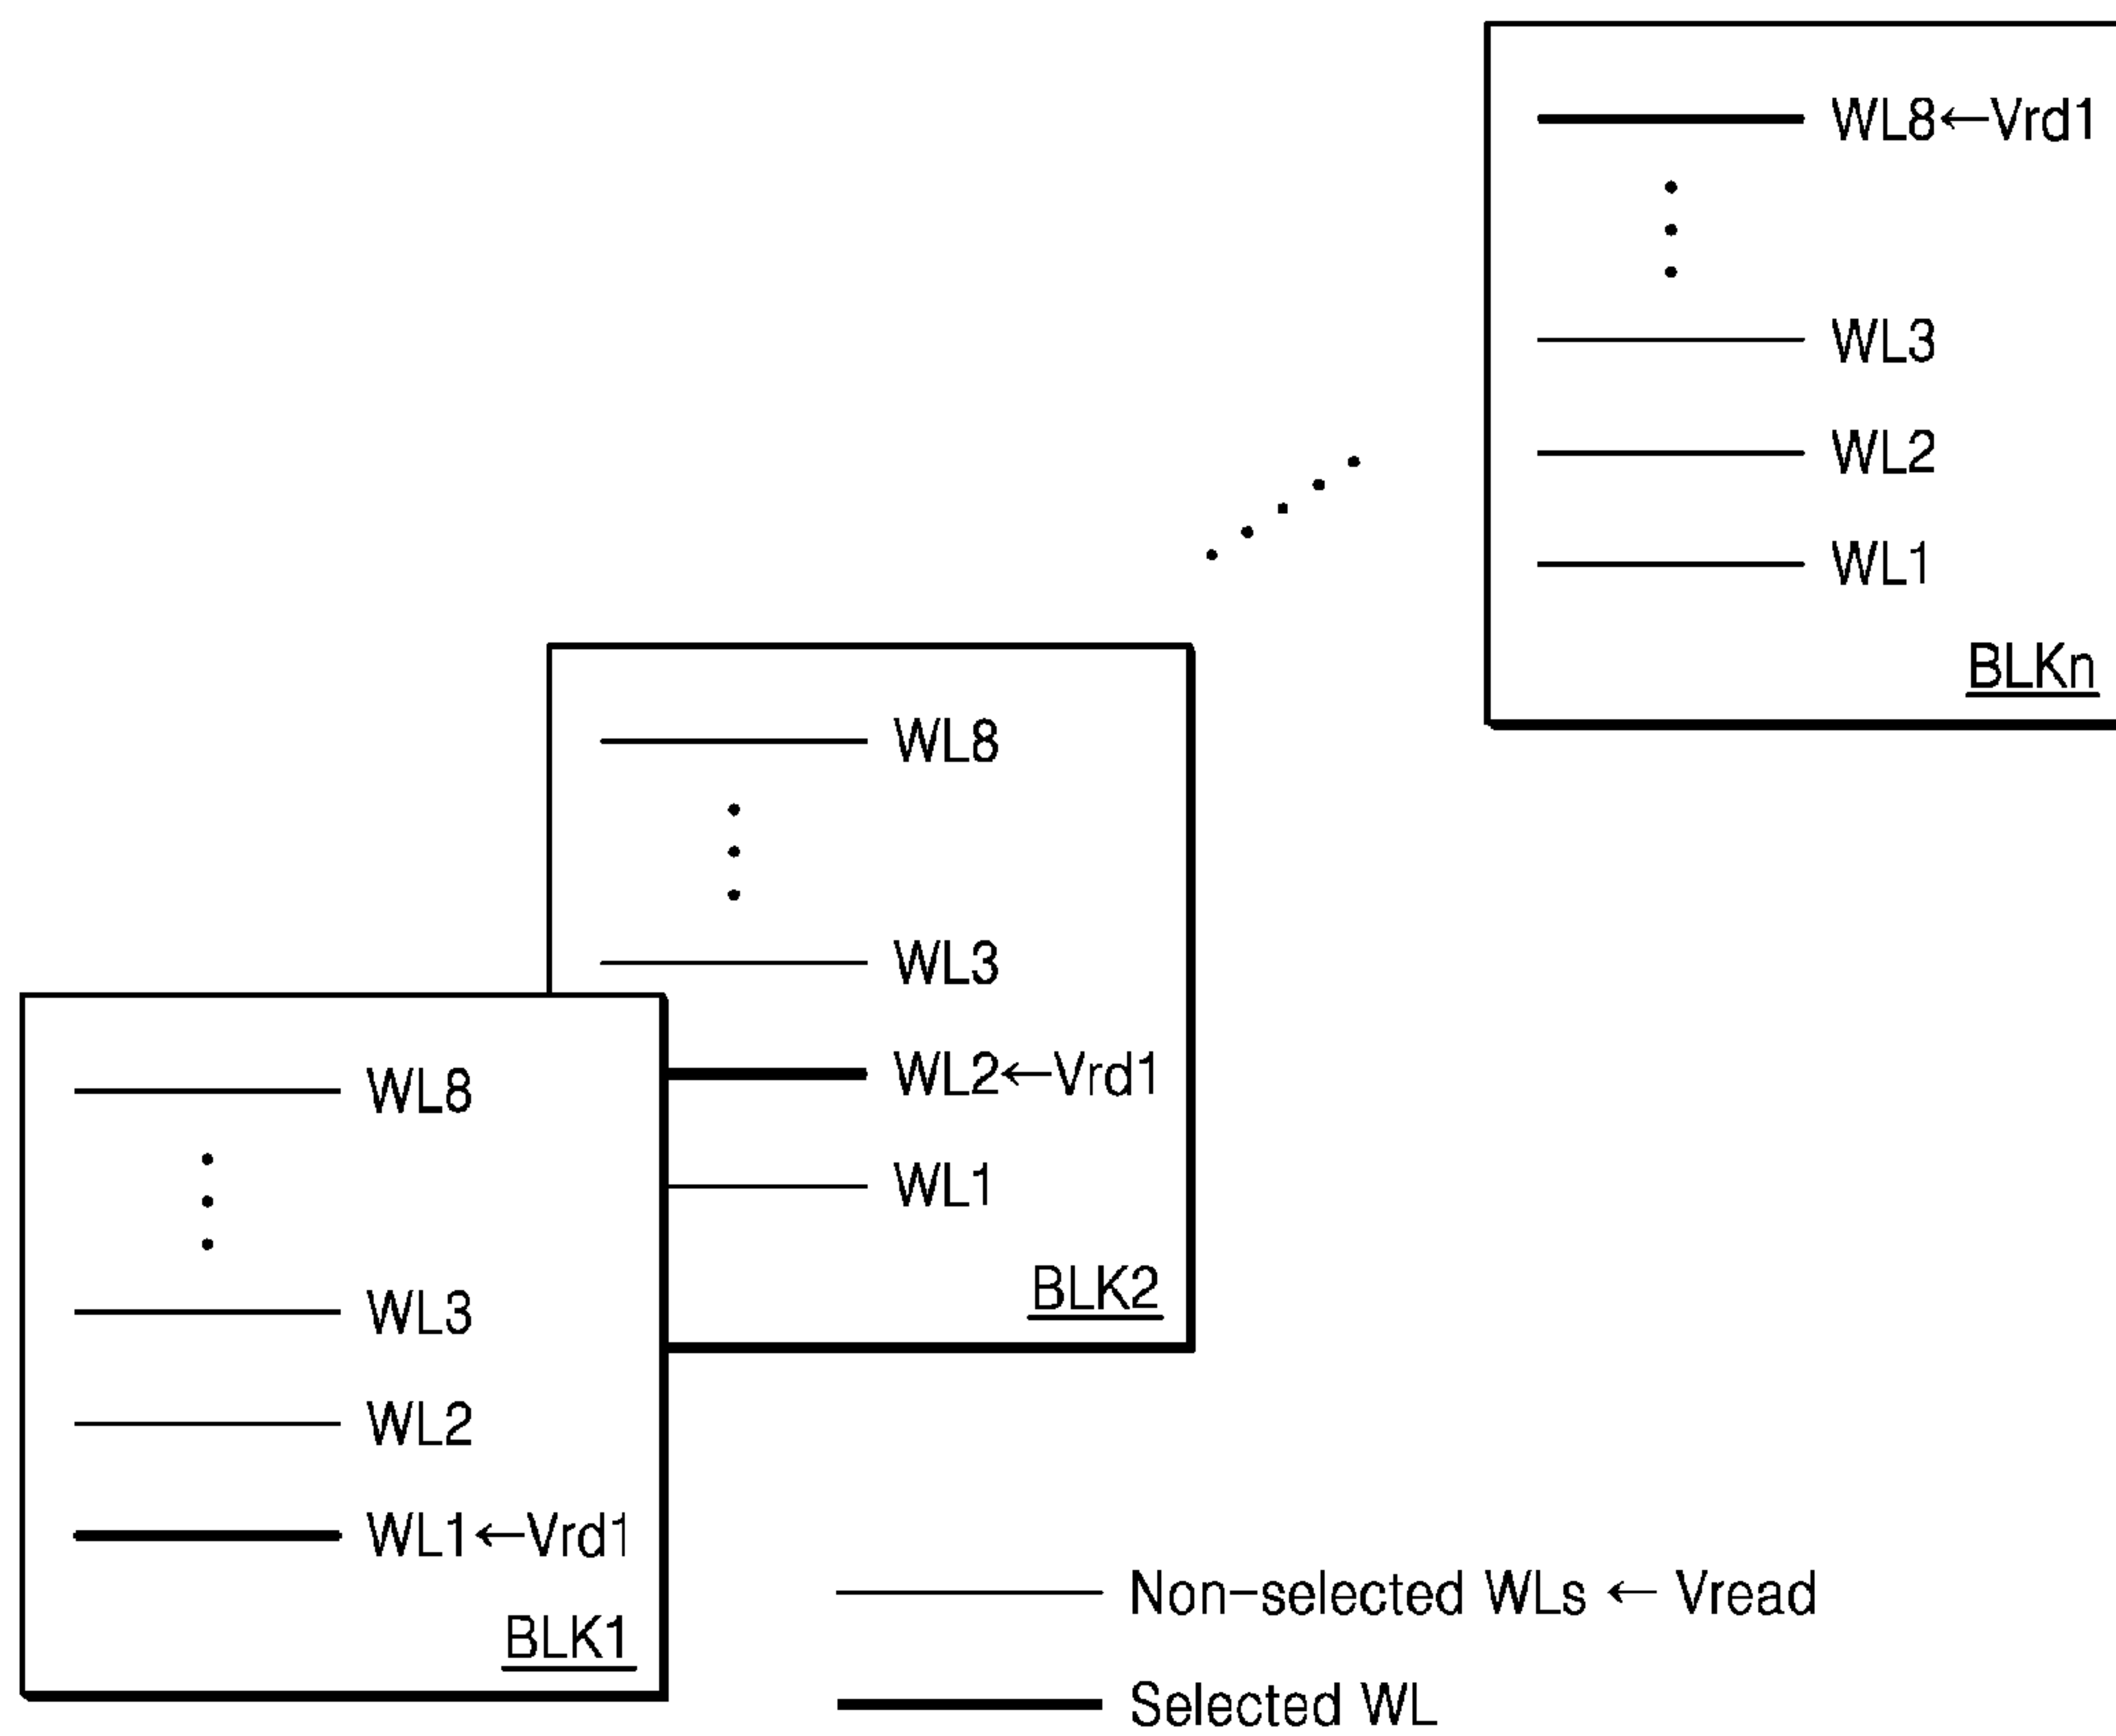 WL8←Vrd1
WL3
WL2
WL1
BLKn
WL8
WL3
WL2←Vrd1
WL1
BLK2
WL8
WL3
WL2
WL1←Vrd1
BLK1
Non-selected WLs ← Vread
Selected WL